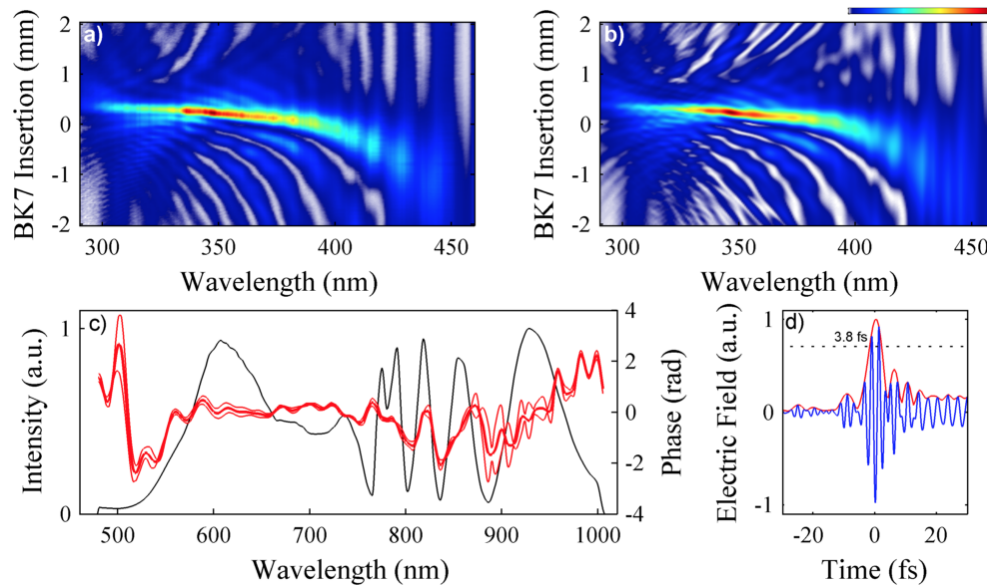 a)
BK7 Insertion (mm)
2
1
0
-1
-2
300
350
400
450
Wavelength (nm)
b)
BK7 Insertion (mm)
2
1
0
-1
-2
300
350
400
45
Wavelength (nm)
c)
Intensity (a.u.)
1
0
500
600
700
800
900
1000
Wavelength (nm)
4
2
0
-2
-4
Phase (rad)
d)
3.8 fs
Electric Field (a.u.)
1
0
-1
-20
0
20
Time (fs)